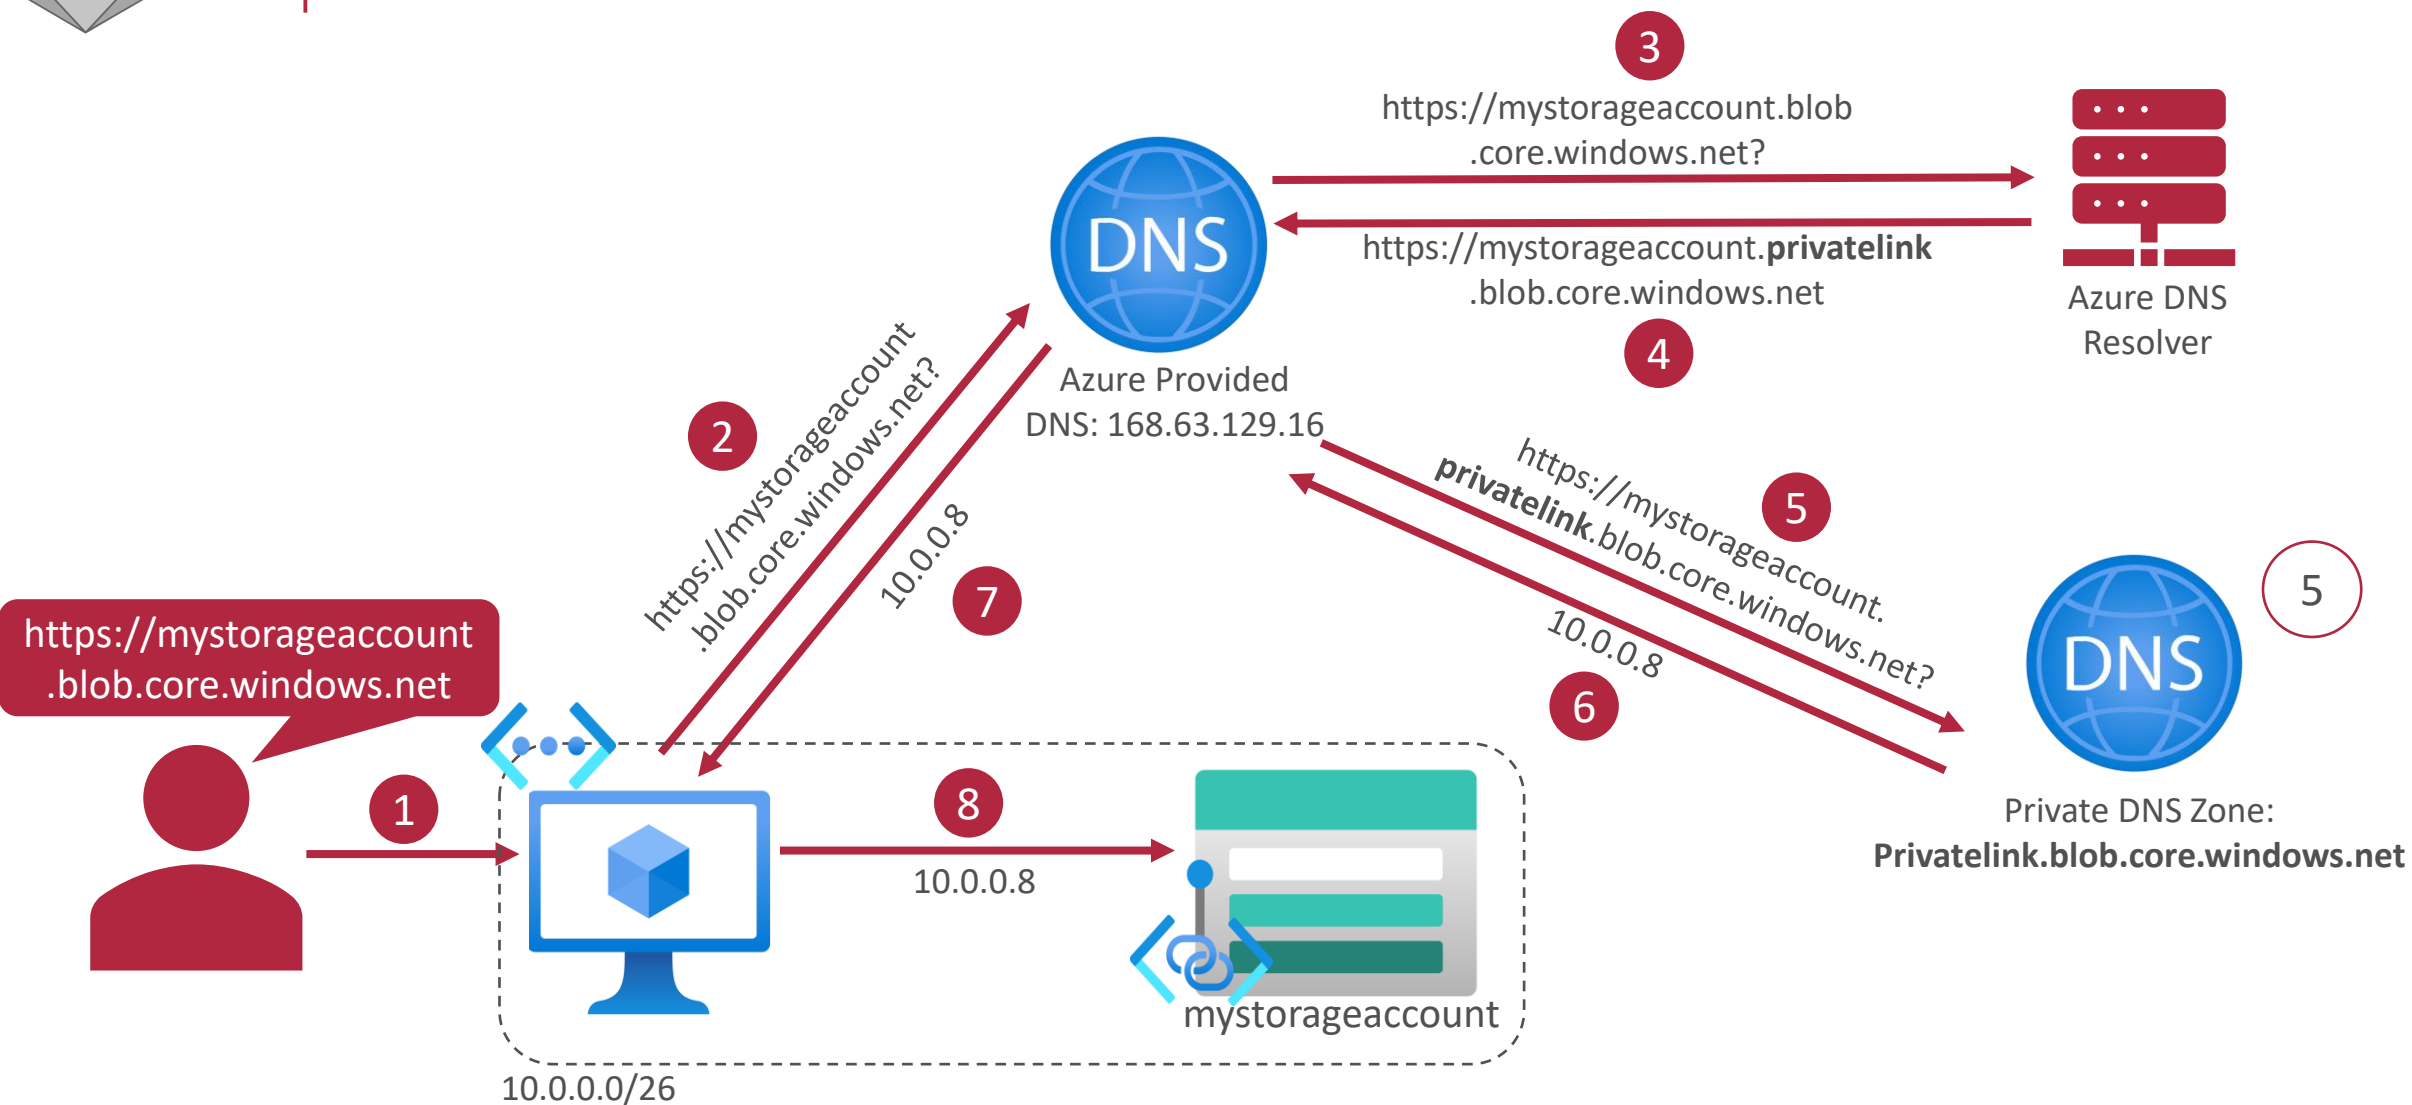 3
https://mystorageaccount.blob
.core.windows.net?
https://mystorageaccount.privatelink
.blob.core.windows.net
4
Azure DNS
Resolver
DNS
Azure Provided
DNS: 168.63.129.16
2
https://mystorageaccount
.blob.core.windows.net?
10.0.0.8
7
https://mystorageaccount.
privatelink.blob.core.windows.net?
5
10.0.0.8
6
5
DNS
Private DNS Zone:
Privatelink.blob.core.windows.net
https://mystorageaccount
.blob.core.windows.net
1
8
10.0.0.8
mystorageaccount
10.0.0.0/26